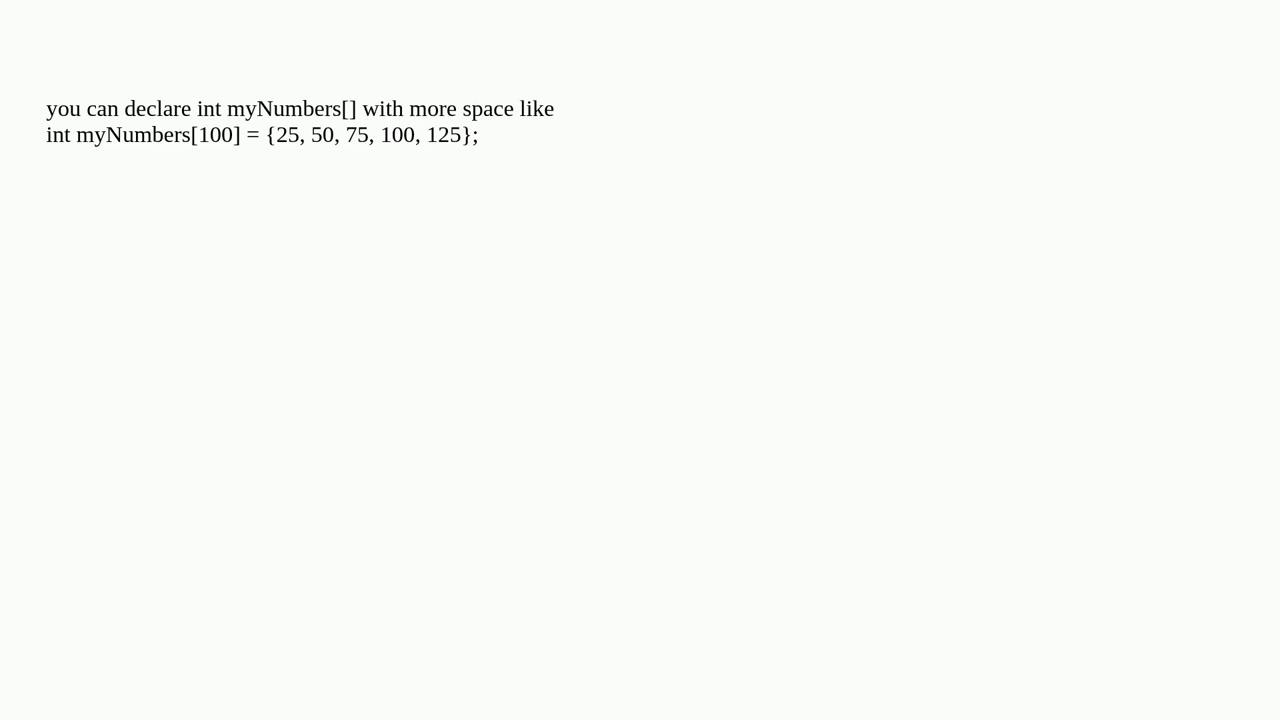 you can declare int myNumbers[] with more space like
int myNumbers[100] = {25, 50, 75, 100, 125};